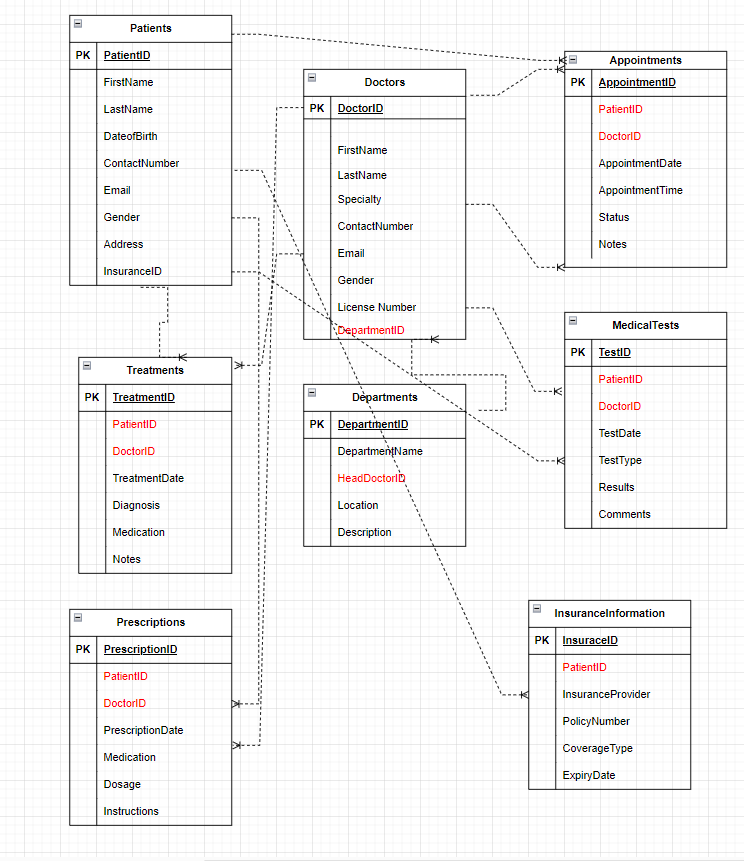 Patients
PK PatientID
FirstName
LastName
DateofBirth
ContactNumber
Email
Gender
Address
InsuranceID
Doctors
PK DoctorID
FirstName
LastName
Specialty
ContactNumber
Email
Gender
License Number
DepartmentID
Appointments
PK AppointmentID
PatientID
DoctorID
AppointmentDate
AppointmentTime
Status
Notes
Treatments
PK TreatmentID
PatientID
DoctorID
TreatmentDate
Diagnosis
Medication
Notes
Departments
PK DepartmentID
DepartmentName
HeadDoctorID
Location
Description
MedicalTests
PK TestID
PatientID
DoctorID
TestDate
TestType
Results
Comments
Prescriptions
PK PrescriptionID
PatientID
DoctorID
PrescriptionDate
Medication
Dosage
Instructions
InsuranceInformation
PK InsuraceID
PatientID
InsuranceProvider
PolicyNumber
CoverageType
ExpiryDate